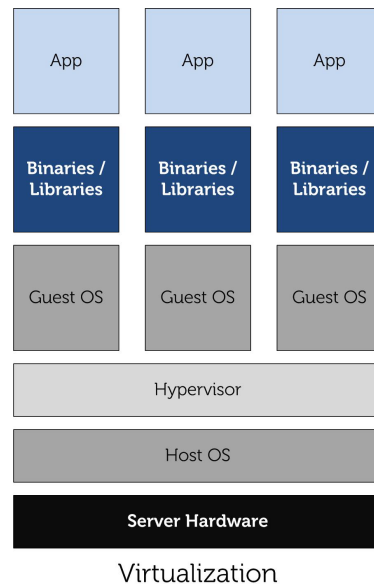 App
App
App
Binaries /
Libraries
Binaries /
Libraries
Binaries /
Libraries
Guest OS
Guest OS
Guest OS
Hypervisor
Host OS
Server Hardware
Virtualization